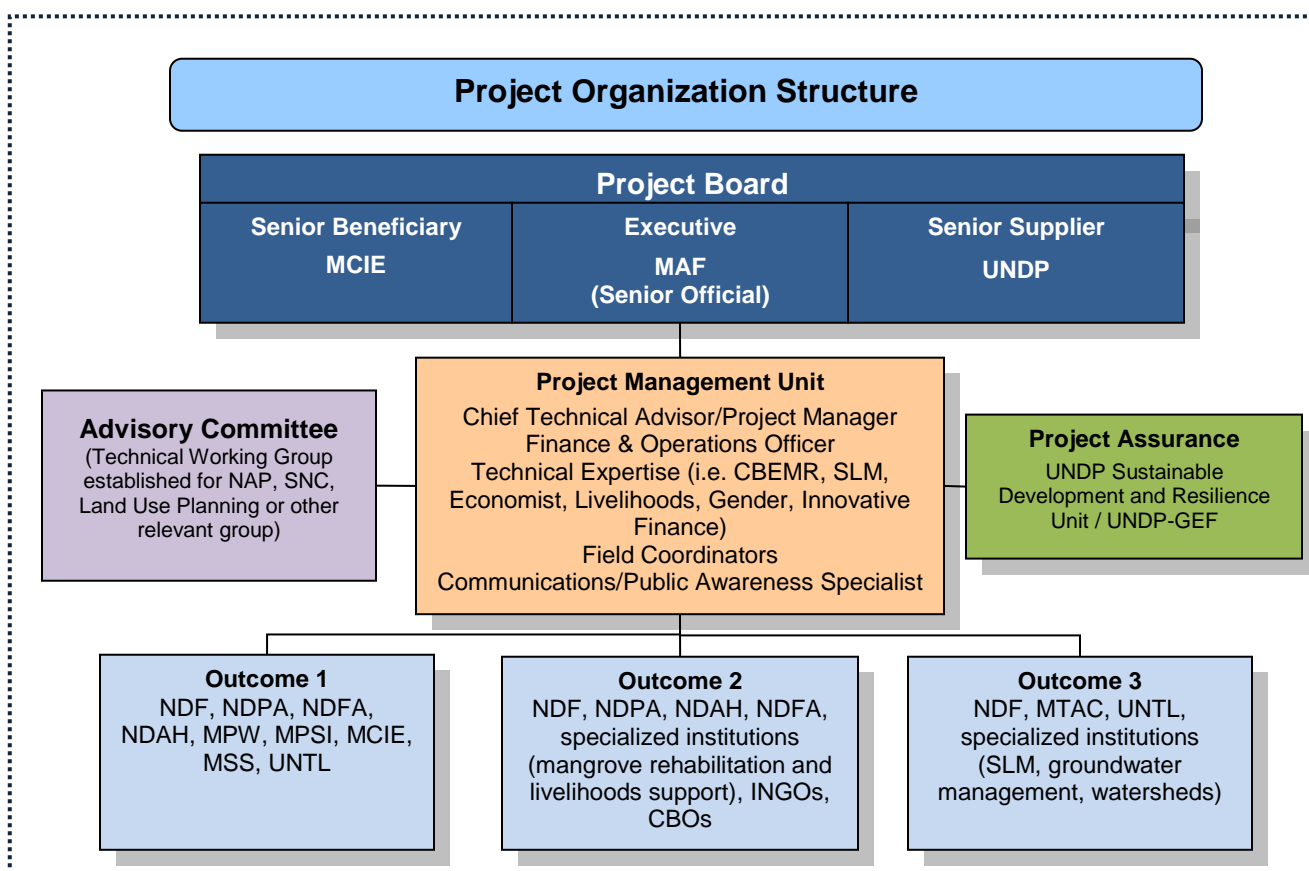 Project Organization Structure
Project Board
Senior Beneficiary
MCIE
Executive
MAF
(Senior Official)
Senior Supplier
UNDP
Project Management Unit
Chief Technical Advisor/Project Manager
Finance & Operations Officer
Technical Expertise (i.e. CBEMR, SLM,
Economist, Livelihoods, Gender, Innovative
Finance)
Field Coordinators
Communications/Public Awareness Specialist
Advisory Committee
(Technical Working Group
established for NAP, SNC,
Land Use Planning or other
relevant group)
Project Assurance
UNDP Sustainable
Development and Resilience
Unit / UNDP-GEF
Outcome 1
NDF, NDPA, NDFA,
NDAH, MPW, MPSI, MCIE,
MSS, UNTL
Outcome 2
NDF, NDPA, NDAH, NDFA,
specialized institutions
(mangrove rehabilitation and
livelihoods support), INGOs,
CBOs
Outcome 3
NDF, MTAC, UNTL,
specialized institutions
(SLM, groundwater
management, watersheds)